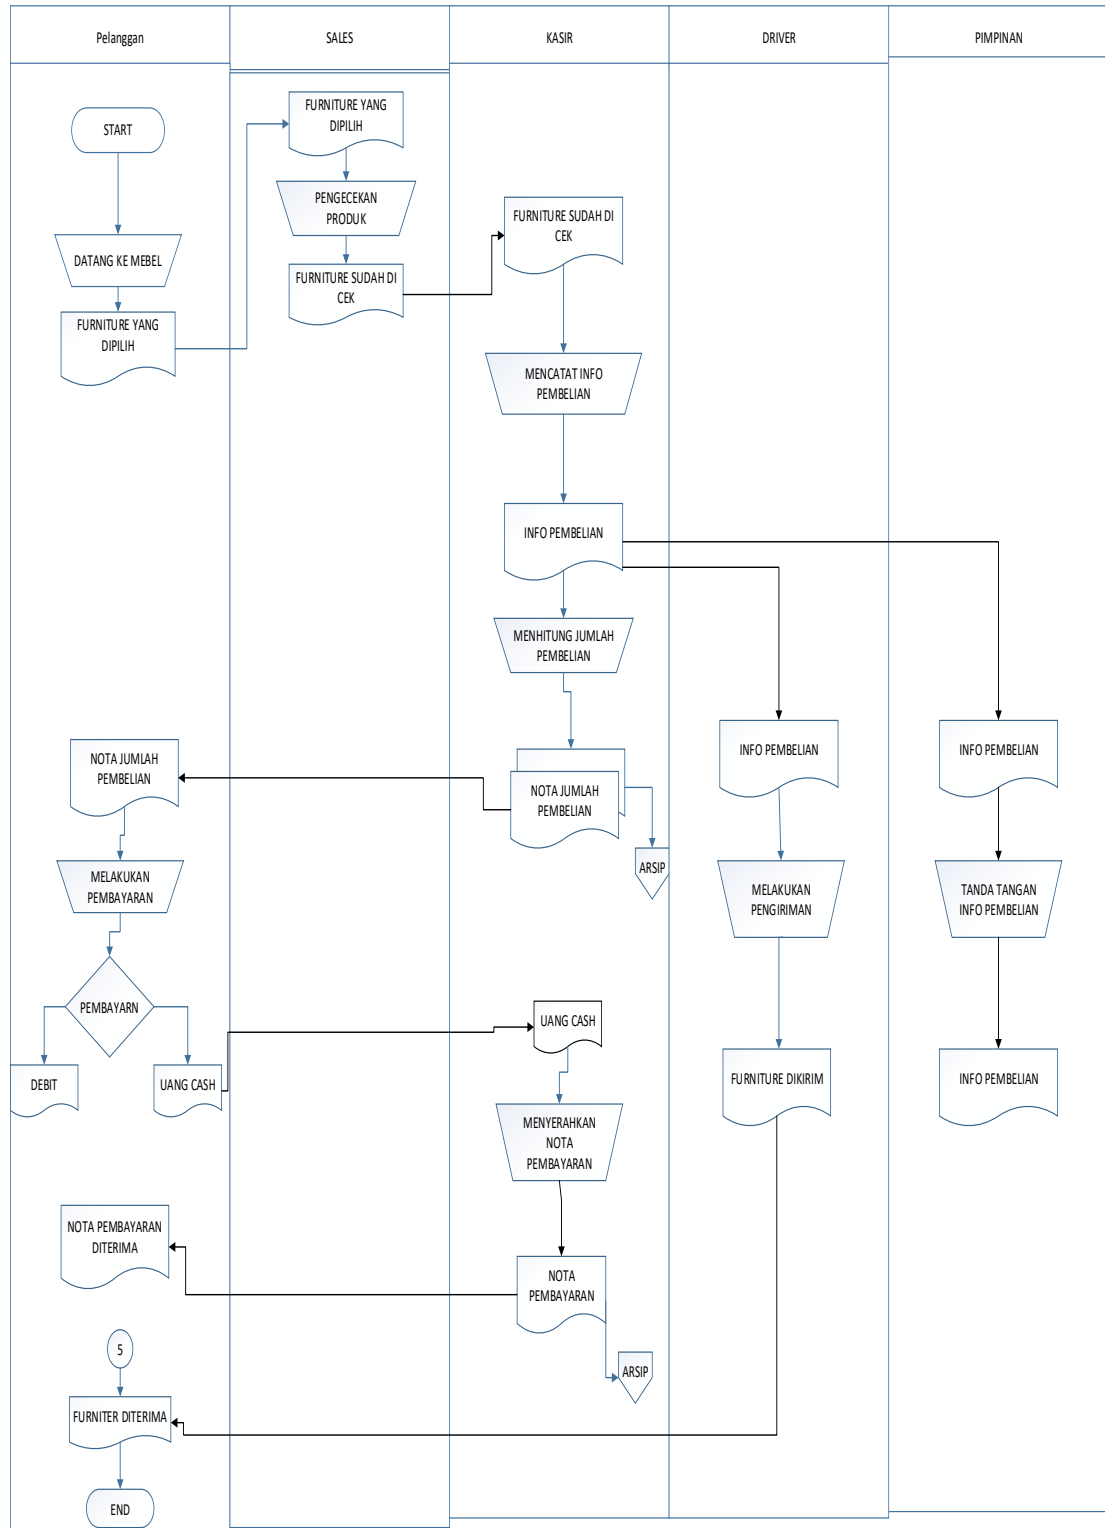 Pelanggan
SALES
KASIR
DRIVER
PIMPINAN
START
DATANG KE MEBEL
FURNITURE YANG
DIPILIH
FURNITURE YANG
DIPILIH
PENGECEKAN
PRODUK
FURNITURE SUDAH DI
CEK
FURNITURE SUDAH DI
CEK
MENCATAT INFO
PEMBELIAN
INFO PEMBELIAN
MENHITUNG JUMLAH
PEMBELIAN
NOTA JUMLAH
PEMBELIAN
ARSIP
INFO PEMBELIAN
INFO PEMBELIAN
NOTA JUMLAH
PEMBELIAN
MELAKUKAN
PEMBAYARAN
PEMBAYARN
DEBIT
UANG CASH
MELAKUKAN
PENGIRIMAN
TANDA TANGAN
INFO PEMBELIAN
UANG CASH
MENYERAHKAN
NOTA
PEMBAYARAN
FURNITURE DIKIRIM
INFO PEMBELIAN
NOTA PEMBAYARAN
DITERIMA
NOTA
PEMBAYARAN
ARSIP
5
FURNITER DITERIMA
END